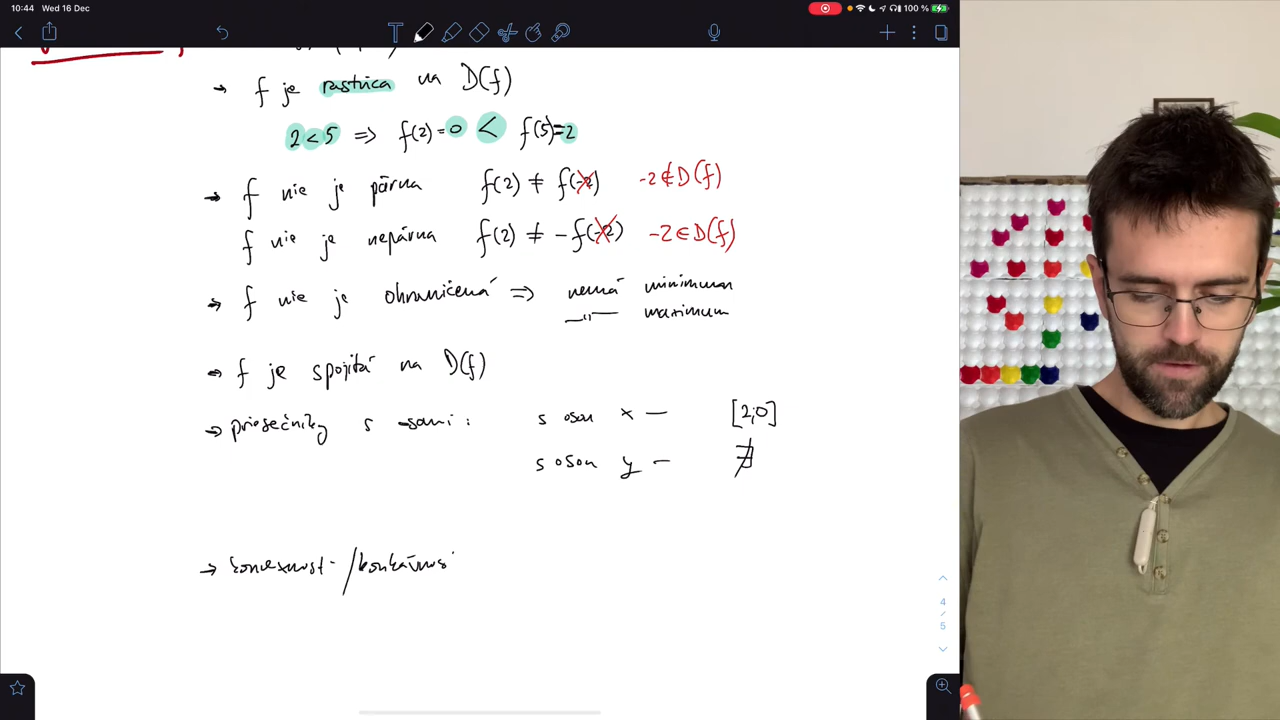 10:44 Wed 16 Dec
100 %
→ f je rastúca na D(f)
2 < 5 ⇒ f(2) = 0 < f(5) = 2
→ f nie je párna f(2) ≠ f(-2) -2 ∉ D(f)
f nie je nepárna f(2) ≠ -f(-2) -2 ∈ D(f)
→ f nie je ohraničená ⇒ nemá minimum
—„— maximum
→ f je spojitá na D(f)
→ priesečníky s osami: s osou x — [2;0]
s osou y — ∄
→ konvexnosť / konkávnosť
4
/
5